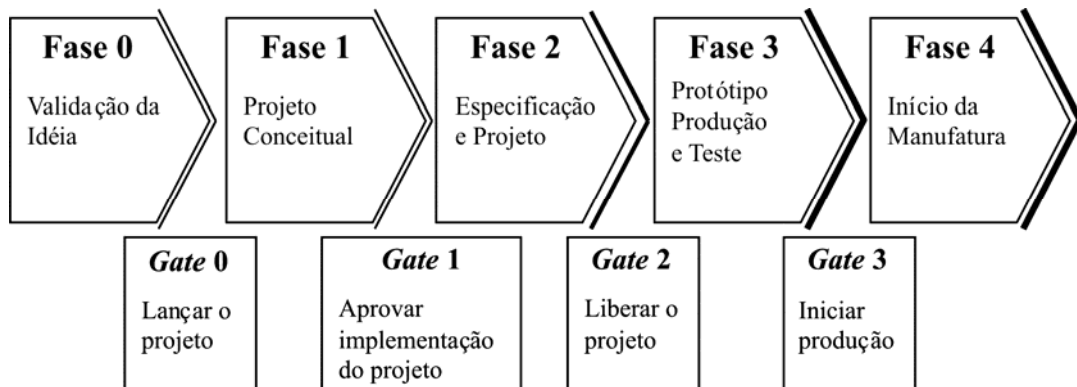 Fase 0
Validação da
Idéia
Fase 1
Projeto
Conceitual
Fase 2
Especificação
e Projeto
Fase 3
Protótipo
Produção
e Teste
Fase 4
Início da
Manufatura
Gate 0
Lançar o
projeto
Gate 1
Aprovar
implementação
do projeto
Gate 2
Liberar o
projeto
Gate 3
Iniciar
produção